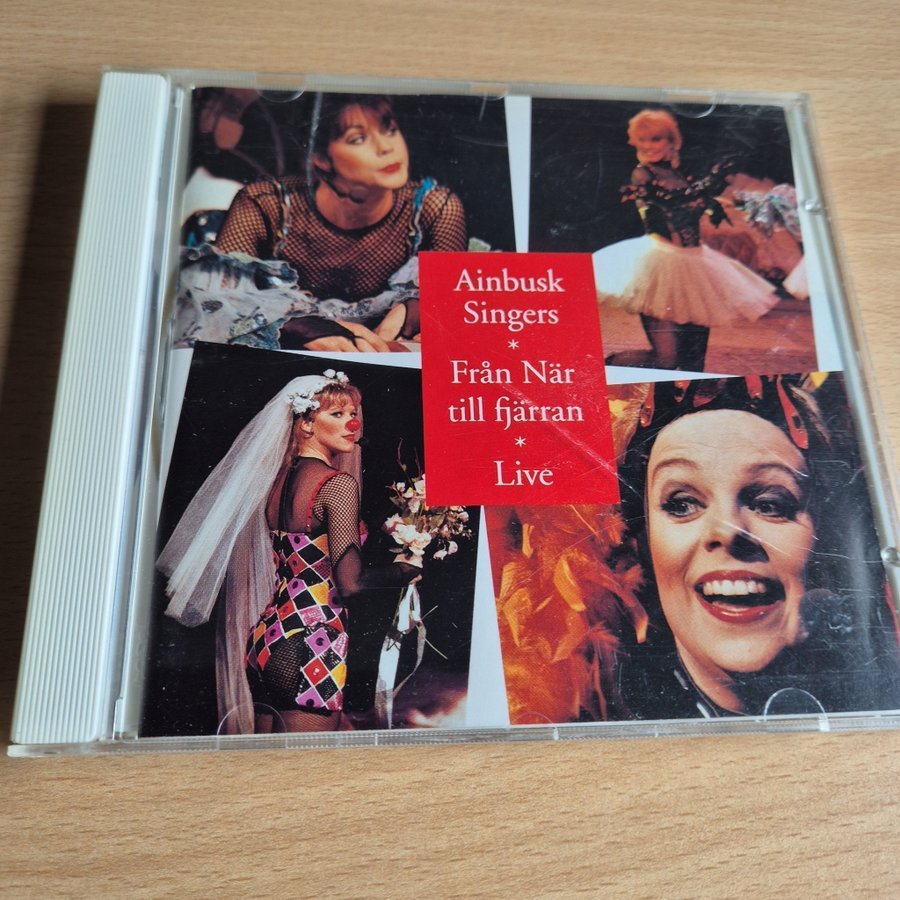 Ainbusk
Singers
*
Från När
till fjärran
*
Live